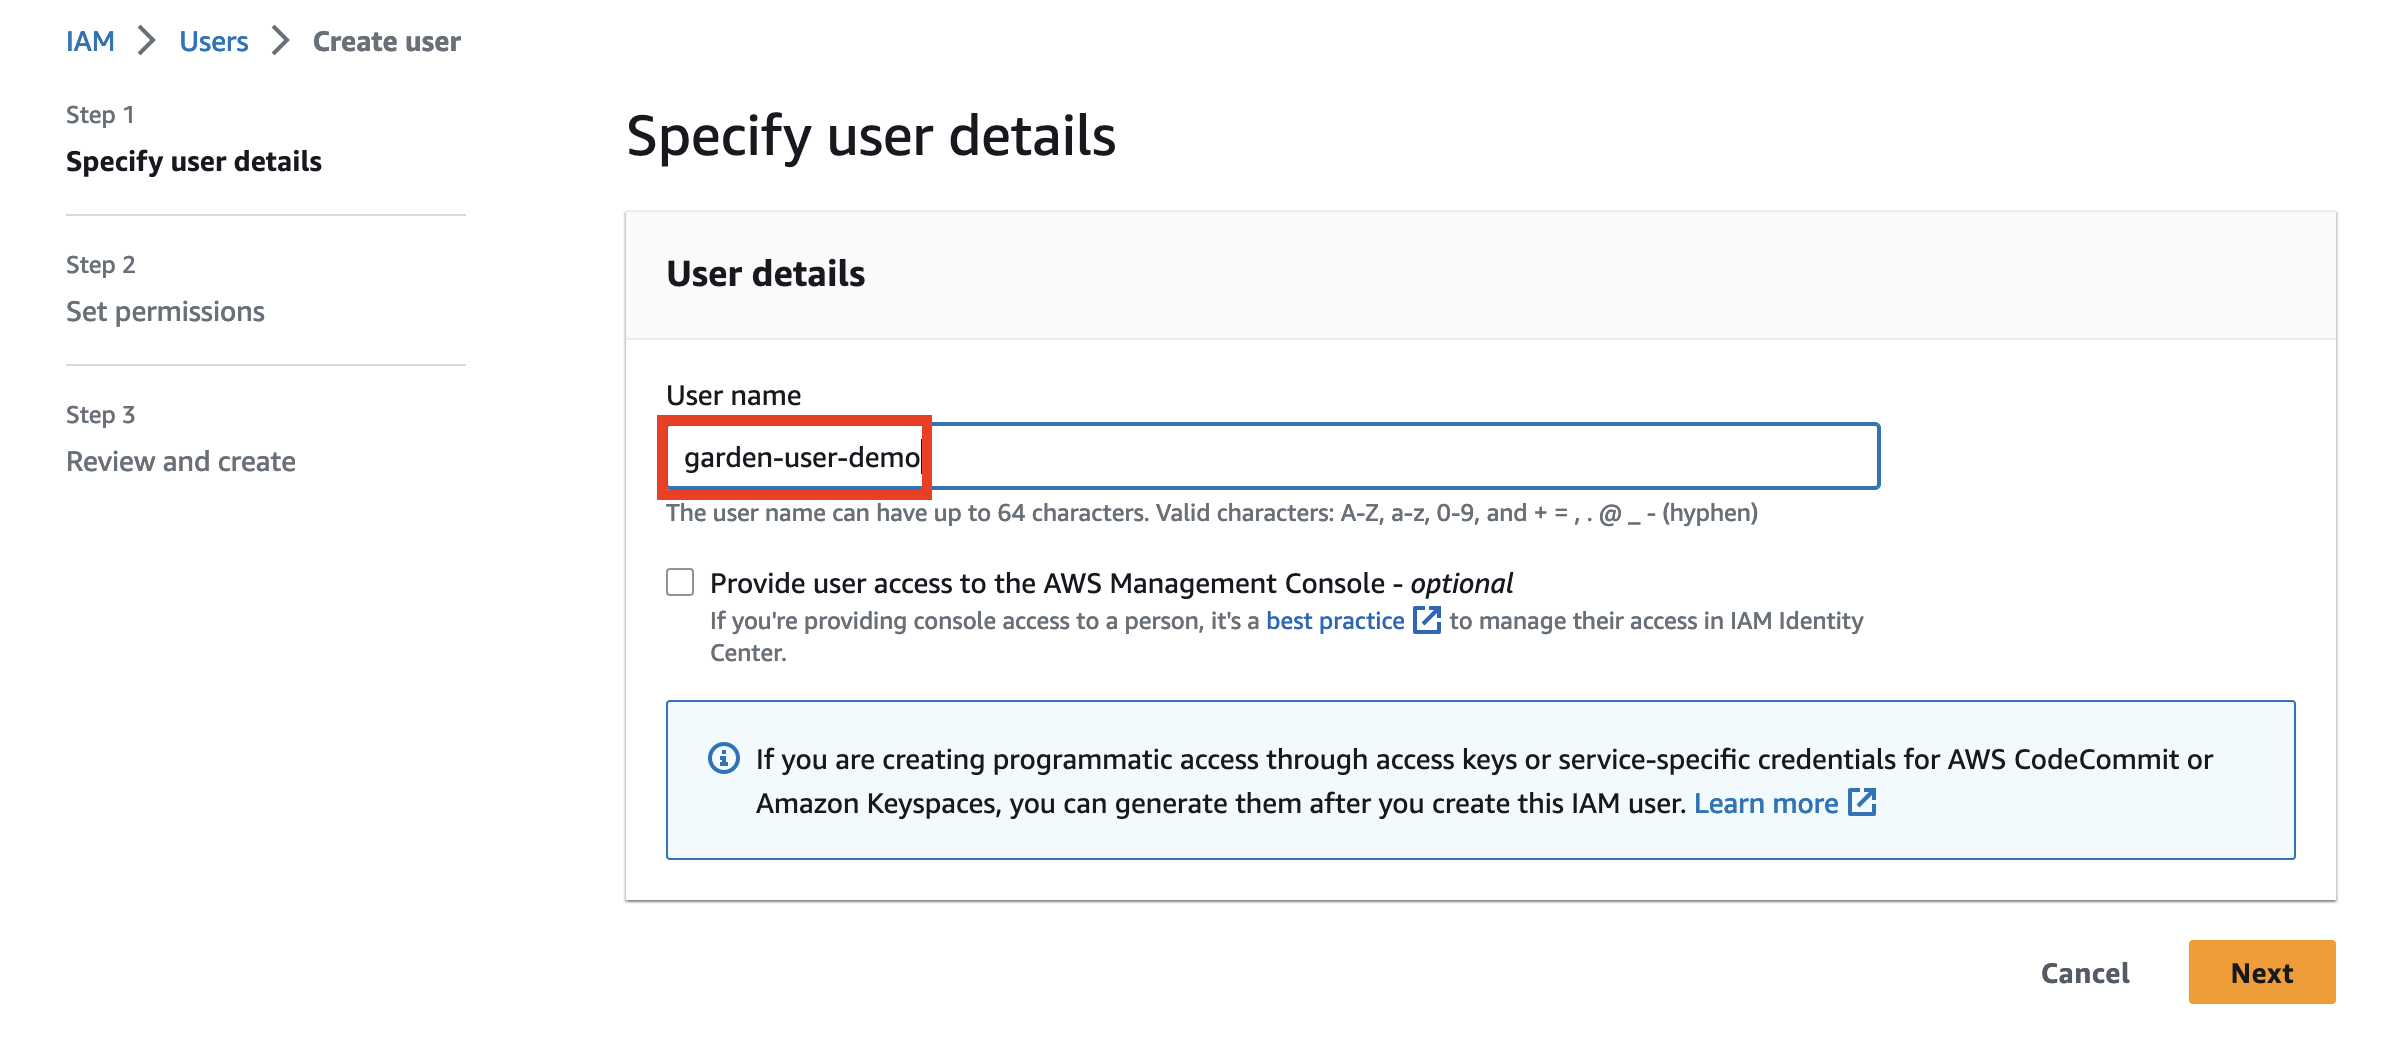 IAM > Users > Create user
Step 1
Specify user details
Step 2
Set permissions
Step 3
Review and create
Specify user details
User details
User name
garden-user-demo
The user name can have up to 64 characters. Valid characters: A-Z, a-z, 0-9, and + = , . @ _ - (hyphen)
Provide user access to the AWS Management Console - optional
If you're providing console access to a person, it's a best practice to manage their access in IAM Identity
Center.
If you are creating programmatic access through access keys or service-specific credentials for AWS CodeCommit or
Amazon Keyspaces, you can generate them after you create this IAM user. Learn more
Cancel
Next